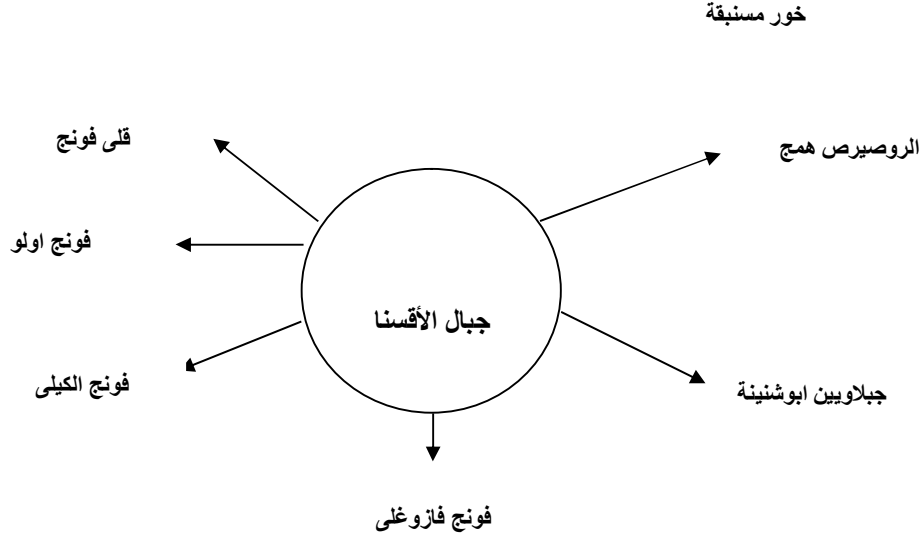 خور مسنبقة
الروصيرص همج
قلى فونج
فونج اولو
جبال الأقسنا
فونج الكيلى
جبلاويين ابوشنينة
فونج فازوغلى